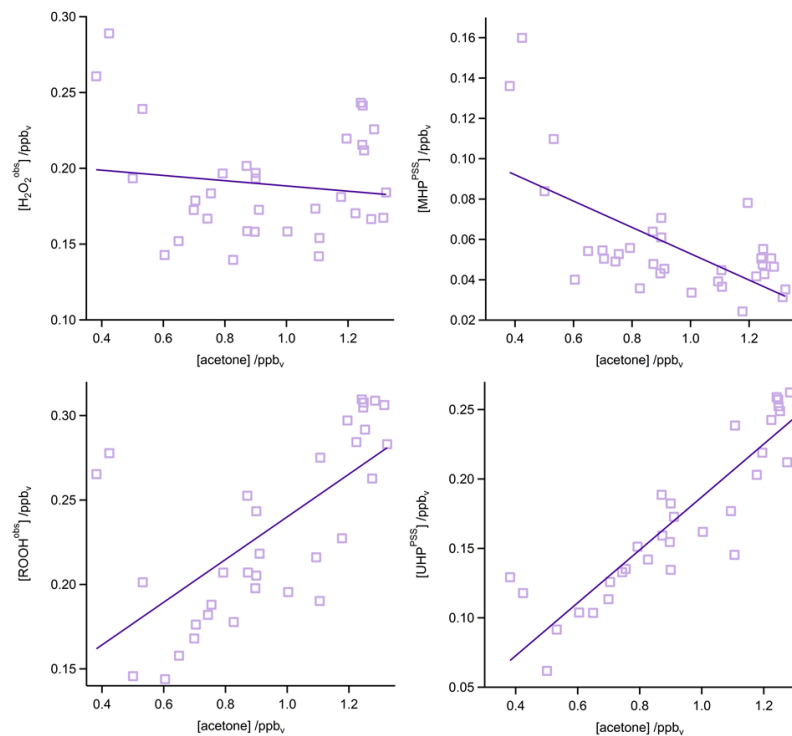 0.30
0.25
0.20
0.15
0.10
[H₂O₂ᵒᵇˢ] /ppbᵥ
0.4 0.6 0.8 1.0 1.2
[acetone] /ppbᵥ
0.16
0.14
0.12
0.10
0.08
0.06
0.04
0.02
[MHPᴾˢˢ] /ppbᵥ
0.4 0.6 0.8 1.0 1.2
[acetone] /ppbᵥ
0.30
0.25
0.20
0.15
[ROOHᵒᵇˢ] /ppbᵥ
0.4 0.6 0.8 1.0 1.2
[acetone] /ppbᵥ
0.25
0.20
0.15
0.10
0.05
[UHPᴾˢˢ] /ppbᵥ
0.4 0.6 0.8 1.0 1.2
[acetone] /ppbᵥ